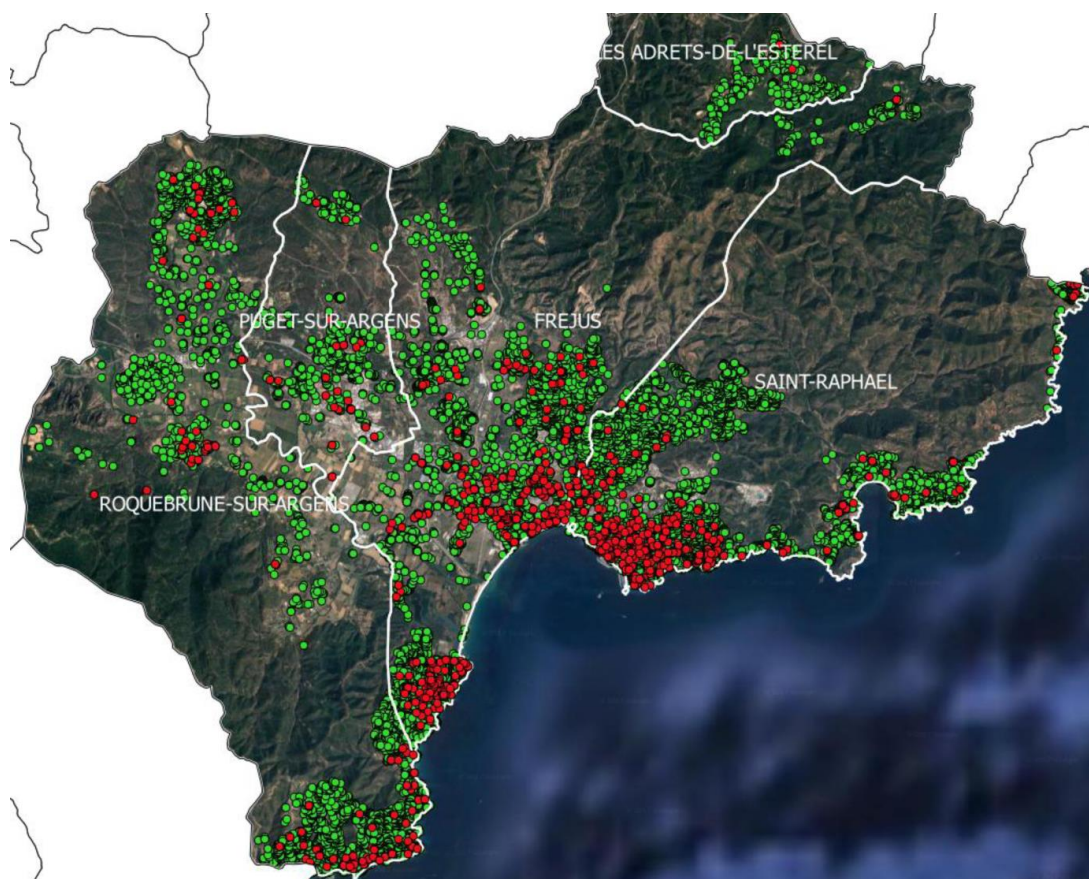 ES ADRETS-DE-L'ESTEREL
PUGET-SUR-ARGENS
FREJUS
SAINT-RAPHAEL
ROQUEBRUNE-SUR-ARGENS